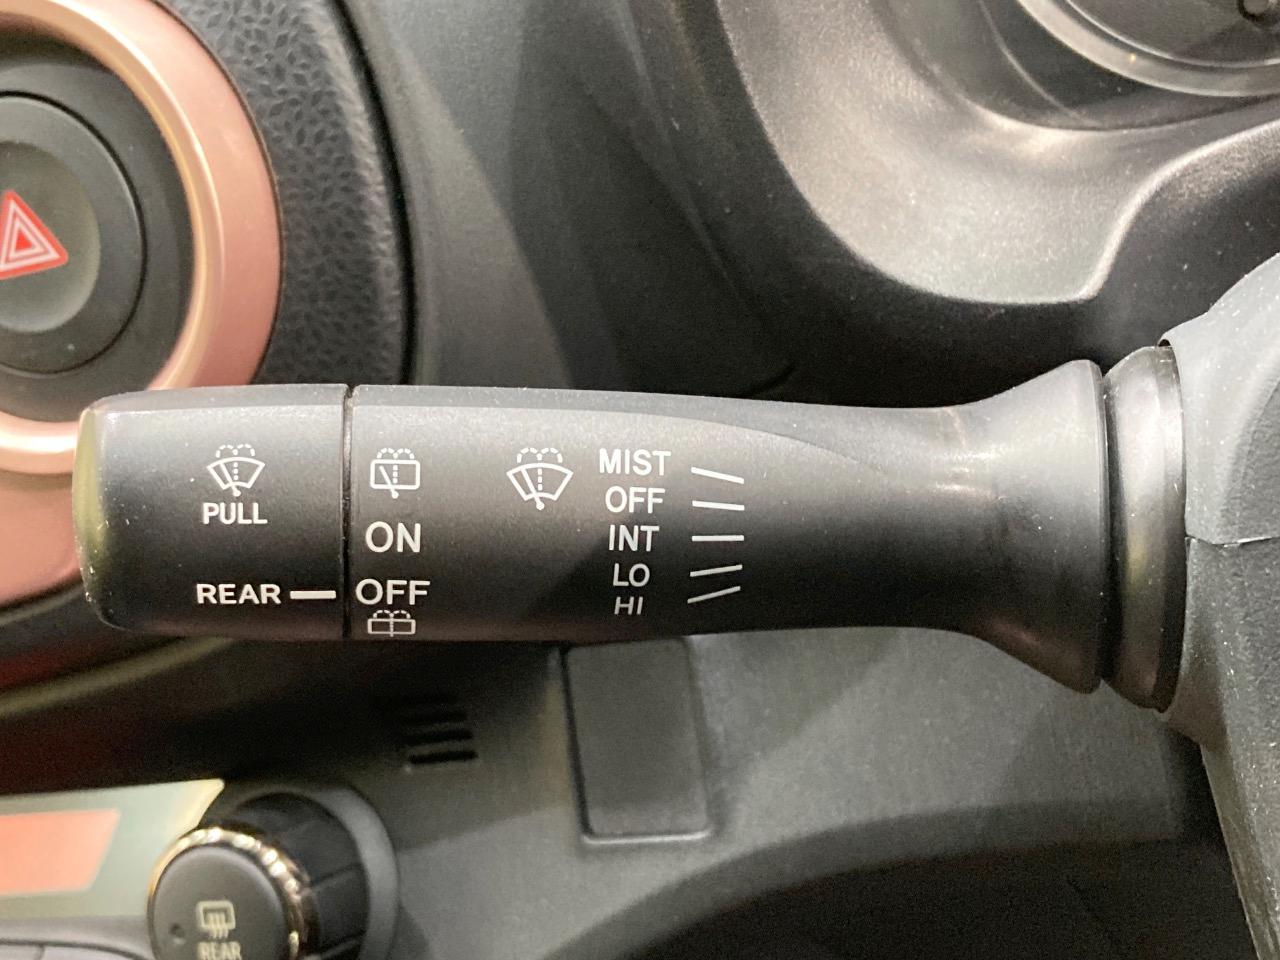 PULL
REAR
ON
OFF
MIST
OFF
INT
LO
HI
REAR